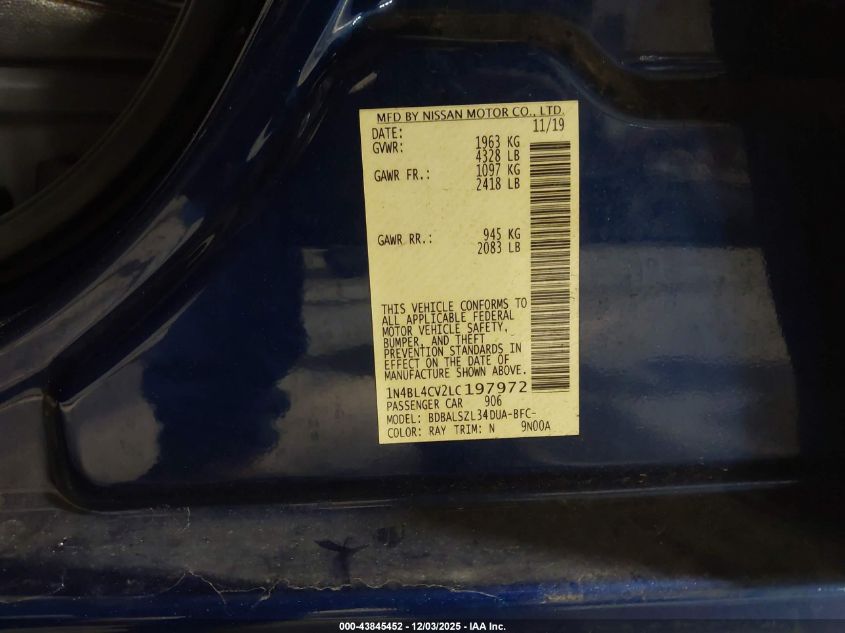 MFD BY NISSAN MOTOR CO., LTD.
DATE: 11/19
GVWR: 1963 KG
4328 LB
GAWR FR.: 1097 KG
2418 LB
GAWR RR.: 945 KG
2083 LB
THIS VEHICLE CONFORMS TO
ALL APPLICABLE FEDERAL
MOTOR VEHICLE SAFETY,
BUMPER, AND THEFT
PREVENTION STANDARDS IN
EFFECT ON THE DATE OF
MANUFACTURE SHOWN ABOVE.
1N4BL4CV2LC197972
PASSENGER CAR 906
MODEL: BDBALSZL34DUA-BFC-
COLOR: RAY TRIM: N 9N00A
000-43845452 - 12/03/2025 - IAA Inc.